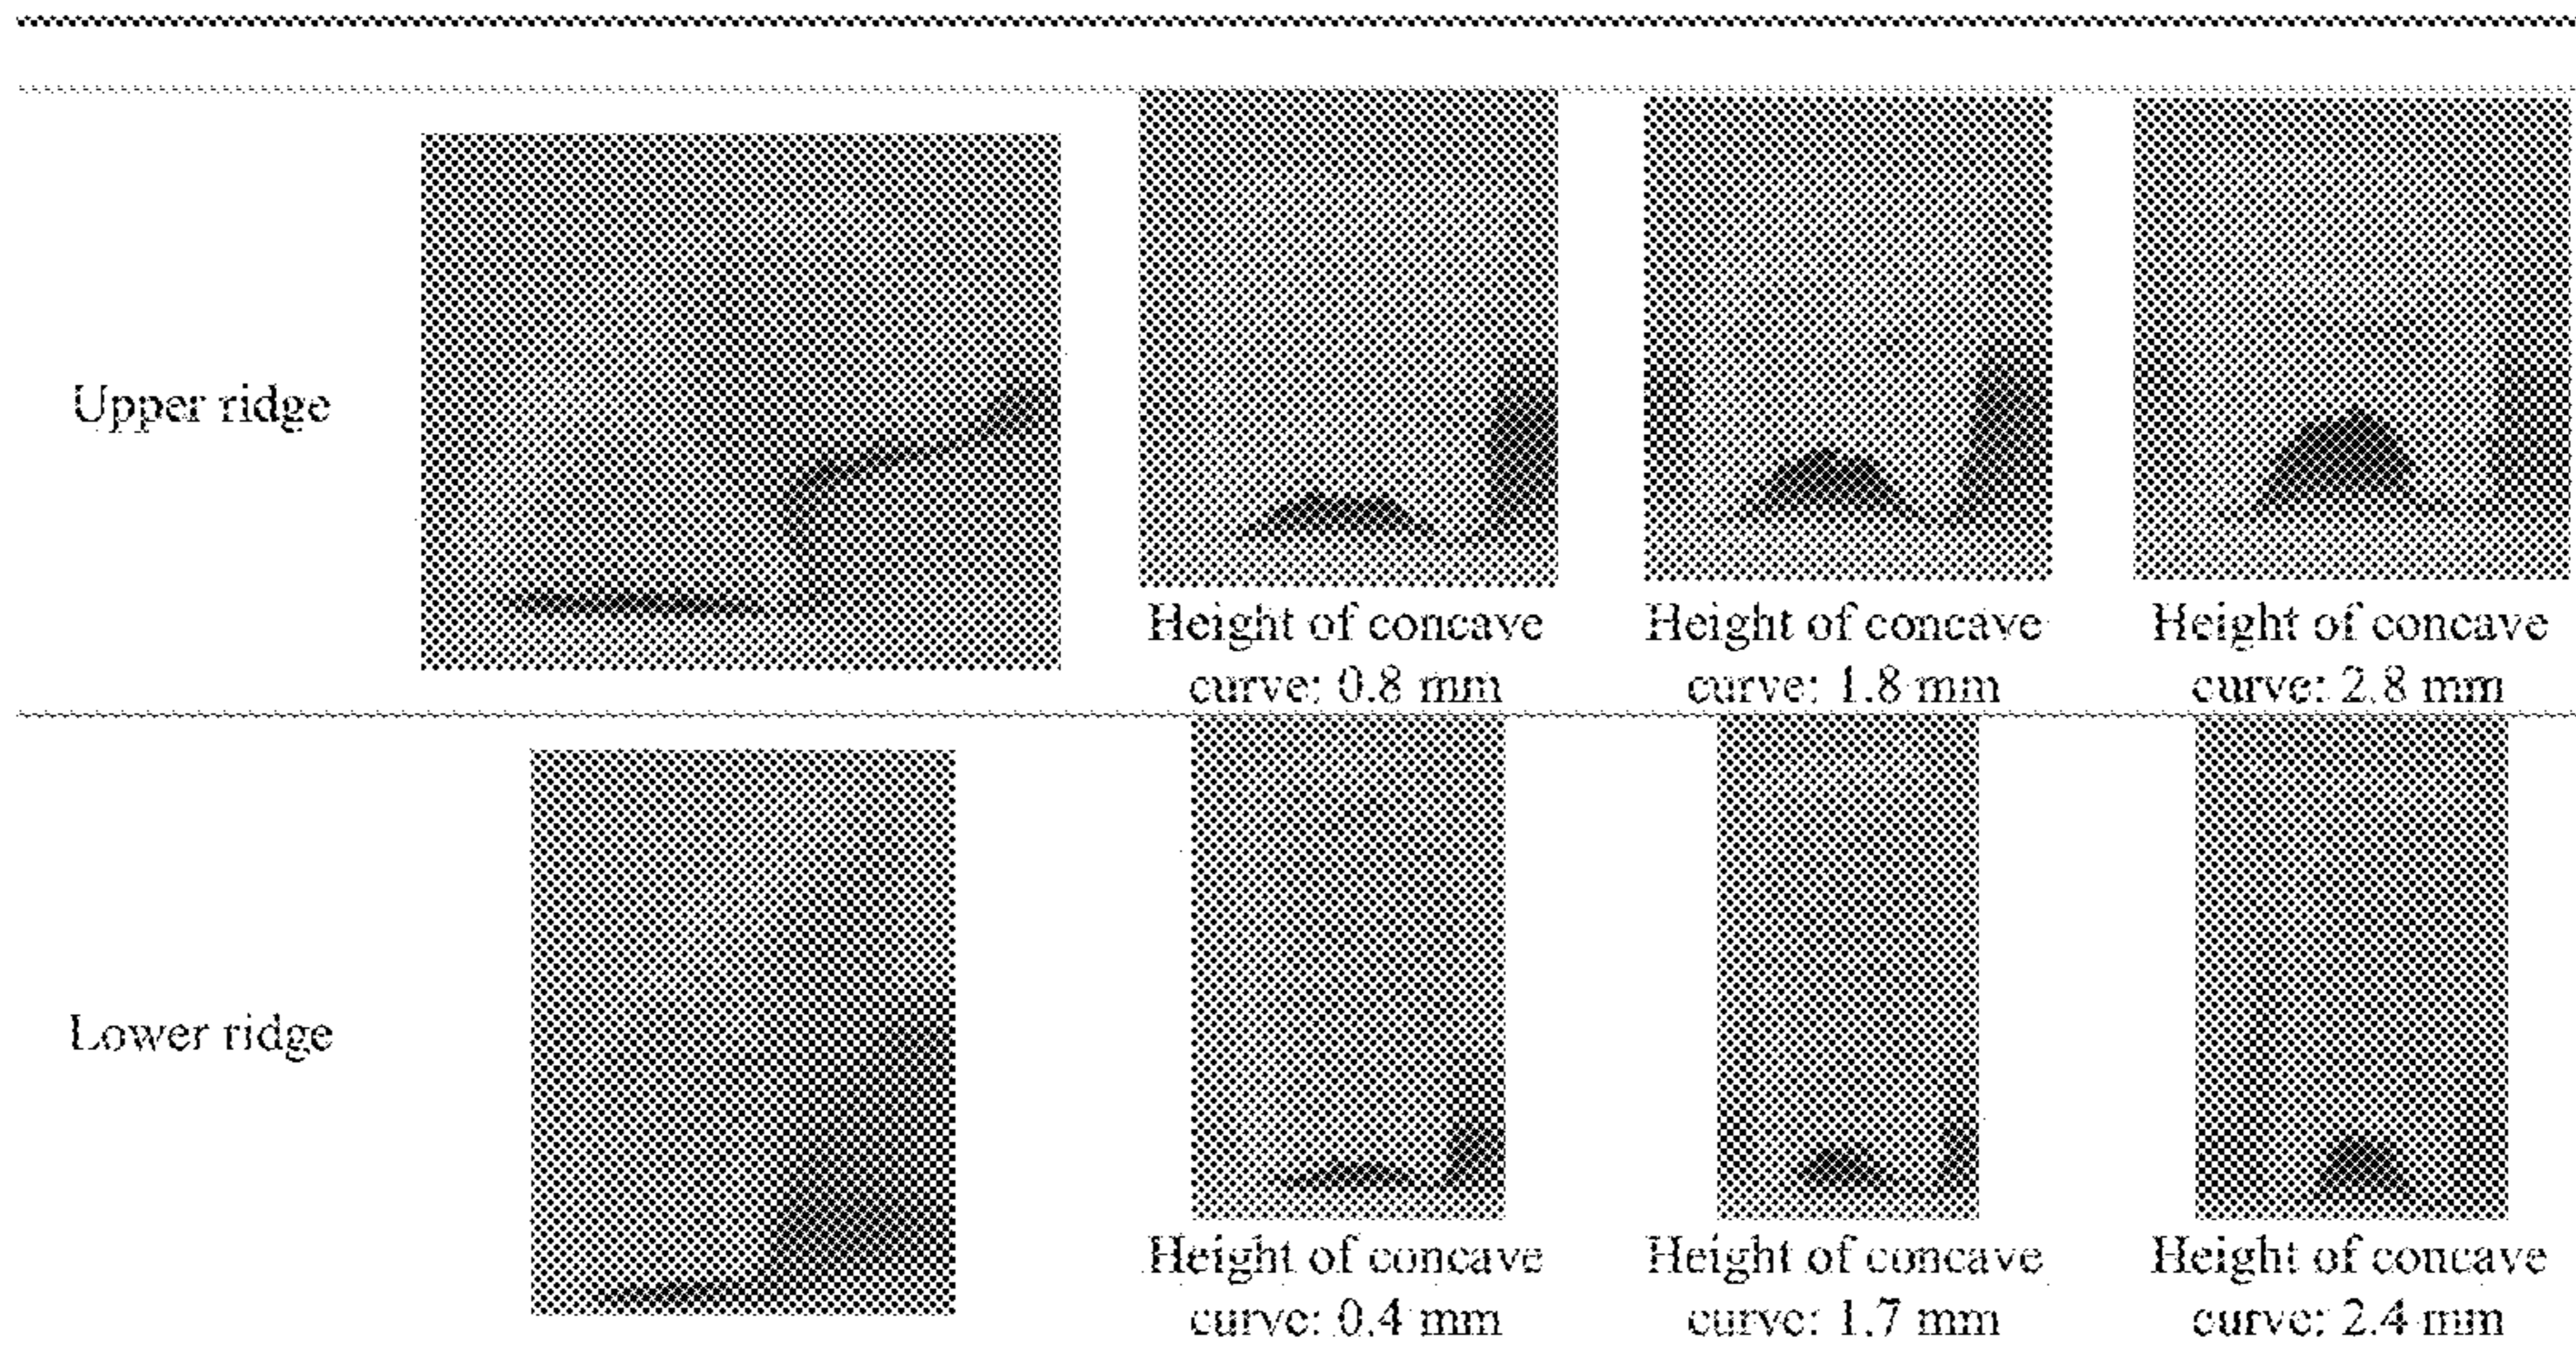 Upper ridge
Height of concave
curve: 0.8 mm
Height of concave
curve: 1.8 mm
Height of concave
curve: 2.8 mm
Lower ridge
Height of concave
curve: 0.4 mm
Height of concave
curve: 1.7 mm
Height of concave
curve: 2.4 mm